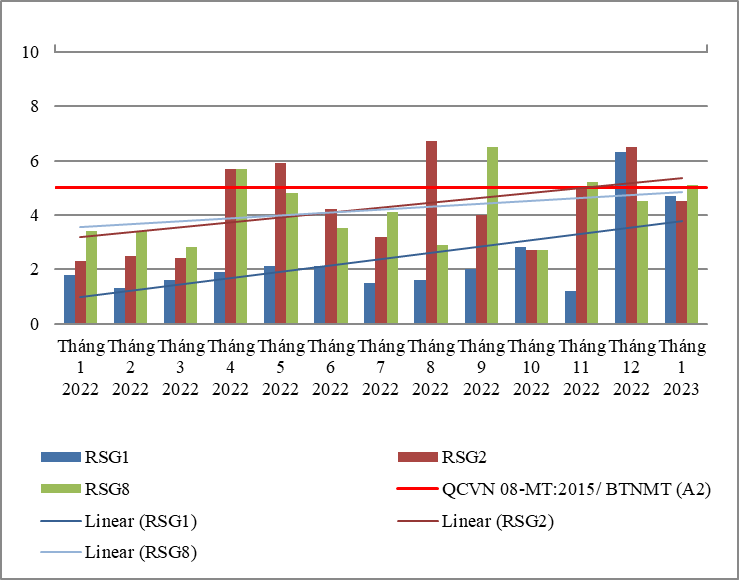 10
8
6
4
2
0
Tháng Tháng Tháng Tháng Tháng Tháng Tháng Tháng Tháng Tháng Tháng Tháng Tháng
1 2 3 4 5 6 7 8 9 10 11 12 1
2022 2022 2022 2022 2022 2022 2022 2022 2022 2022 2022 2022 2023
RSG1 RSG2
RSG8 QCVN 08-MT:2015/ BTNMT (A2)
Linear (RSG1) Linear (RSG2)
Linear (RSG8)